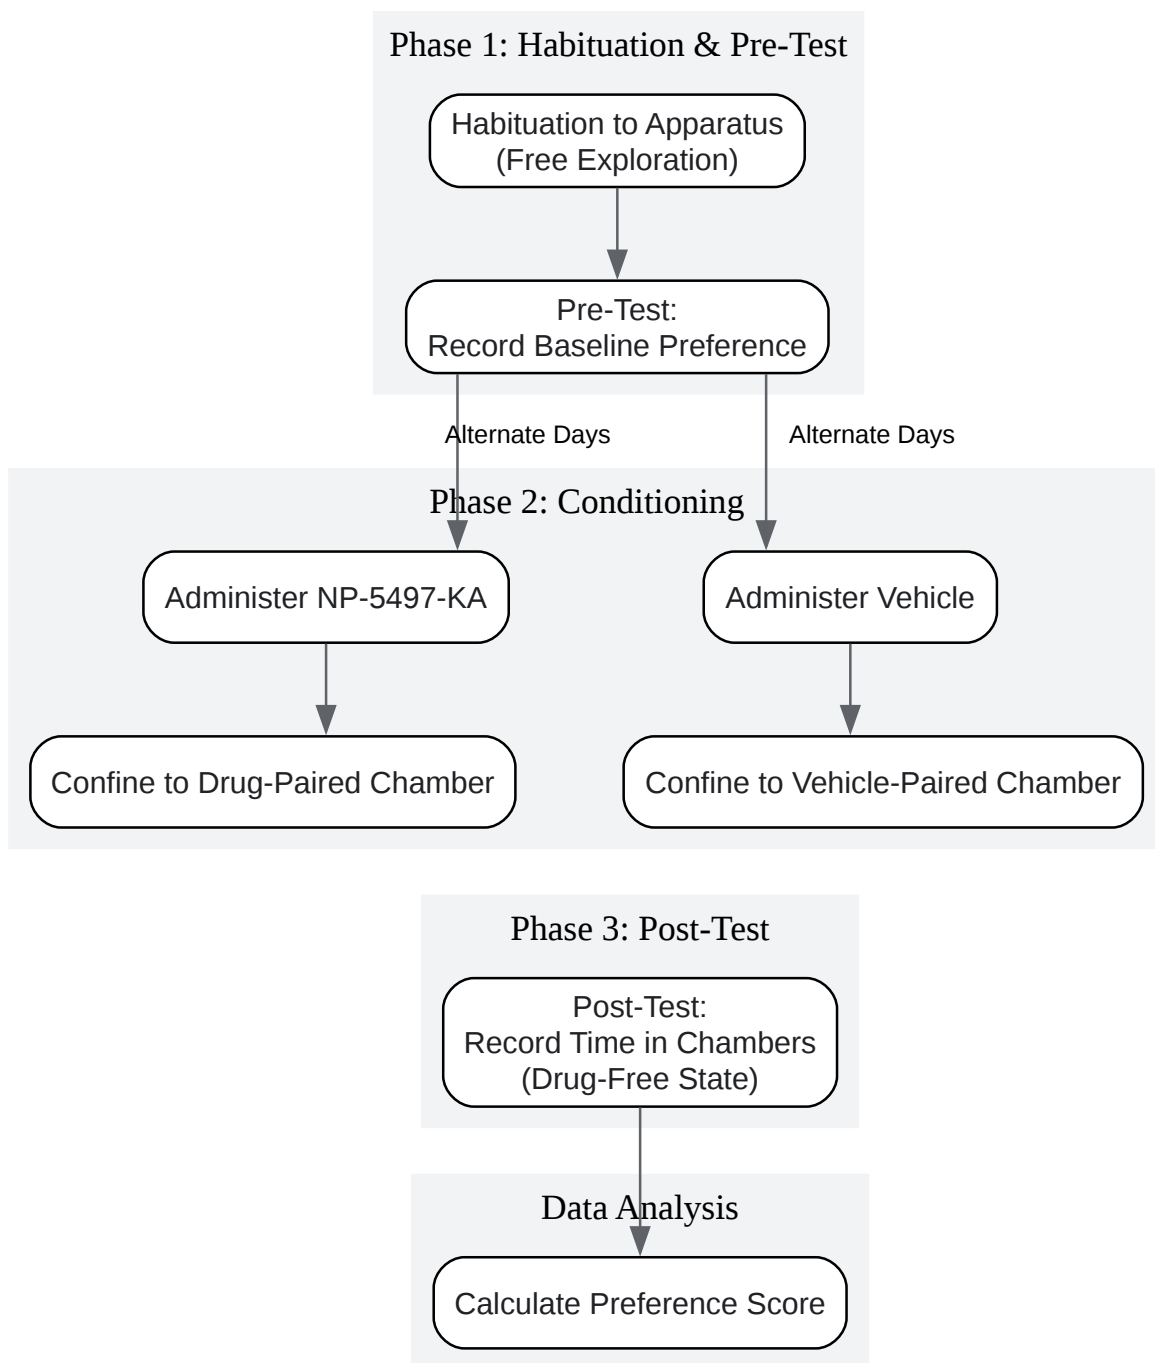 Phase 1: Habituation & Pre-Test
Habituation to Apparatus
(Free Exploration)
Pre-Test:
Record Baseline Preference
Alternate Days
Alternate Days
Phase 2: Conditioning
Administer NP-5497-KA
Administer Vehicle
Confine to Drug-Paired Chamber
Confine to Vehicle-Paired Chamber
Phase 3: Post-Test
Post-Test:
Record Time in Chambers
(Drug-Free State)
Data Analysis
Calculate Preference Score